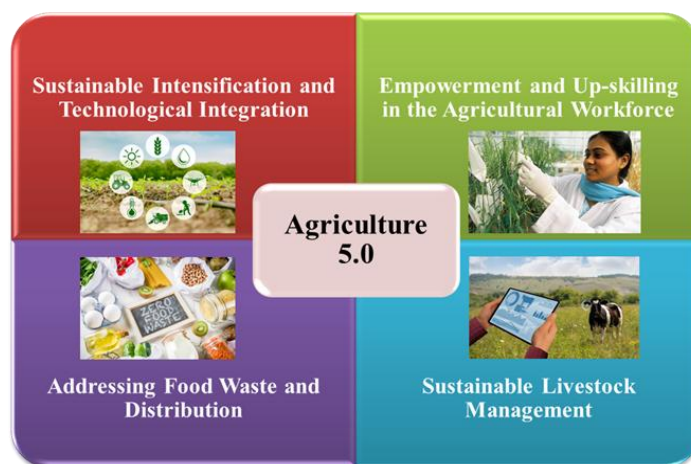 Sustainable Intensification and
Technological Integration
Empowerment and Up-skilling
in the Agricultural Workforce
Agriculture
5.0
ZERO
FOOD
WASTE
Addressing Food Waste and
Distribution
Sustainable Livestock
Management